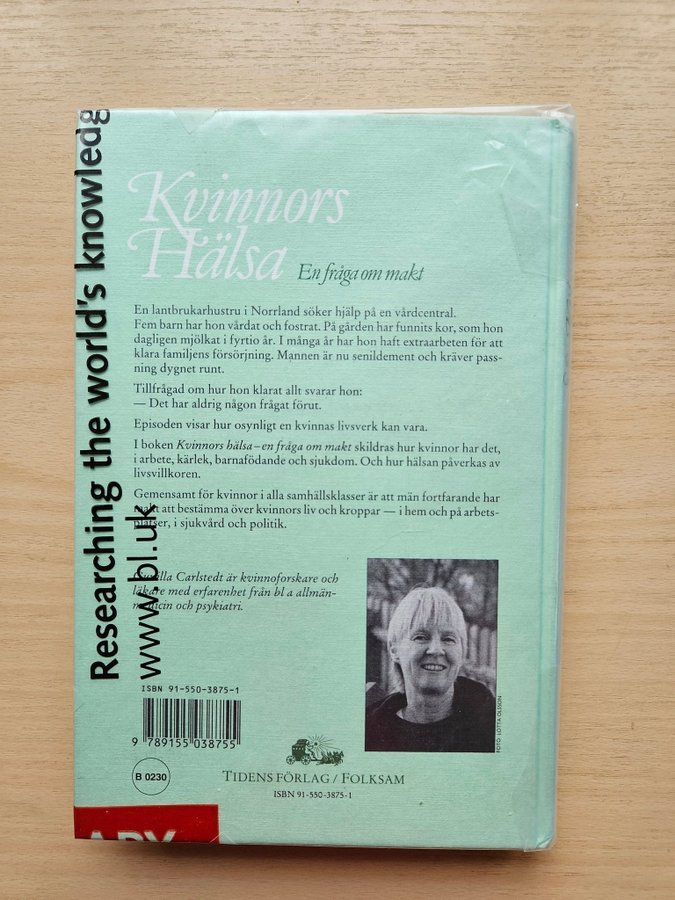 Researching the world's knowledg
www.bl.uk
Kvinnors
Hälsa En fråga om makt
En lantbrukarhustru i Norrland söker hjälp på en vårdcentral.
Fem barn har hon vårdat och fostrat. På gården har funnits kor, som hon
dagligen mjölkat i fyrtio år. I många år har hon haft extraarbeten för att
klara familjens försörjning. Mannen är nu senildement och kräver pass-
ning dygnet runt.
Tillfrågad om hur hon klarat allt svarar hon:
— Det har aldrig någon frågat förut.
Episoden visar hur osynligt en kvinnas livsverk kan vara.
I boken Kvinnors hälsa – en fråga om makt skildras hur kvinnor har det,
i arbete, kärlek, barnafödande och sjukdom. Och hur hälsan påverkas av
livsvillkoren.
Gemensamt för kvinnor i alla samhällsklasser är att män fortfarande har
makt att bestämma över kvinnors liv och kroppar — i hem och på arbets-
platser, i sjukvård och politik.
Carlstedt är kvinnoforskare och
läkare med erfarenhet från bl a allmän-
medicin och psykiatri.
FOTO: LOTTA OLSSON
ISBN 91-550-3875-1
9 789155 038755
B 0230
TIDENS FÖRLAG / FOLKSAM
ISBN 91-550-3875-1